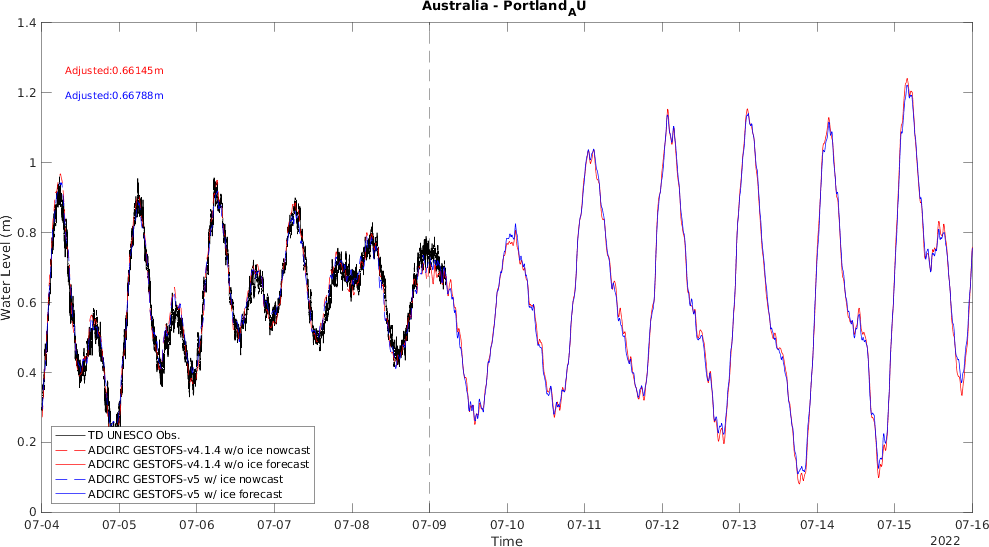 Australia - Portland_AU
Adjusted:0.66145m
Adjusted:0.66788m
Water Level (m)
1.4
1.2
1
0.8
0.6
0.4
0.2
0
TD UNESCO Obs.
ADCIRC GESTOFS-v4.1.4 w/o ice nowcast
ADCIRC GESTOFS-v4.1.4 w/o ice forecast
ADCIRC GESTOFS-v5 w/ ice nowcast
ADCIRC GESTOFS-v5 w/ ice forecast
07-04 07-05 07-06 07-07 07-08 07-09 07-10 07-11 07-12 07-13 07-14 07-15 07-16
Time
2022